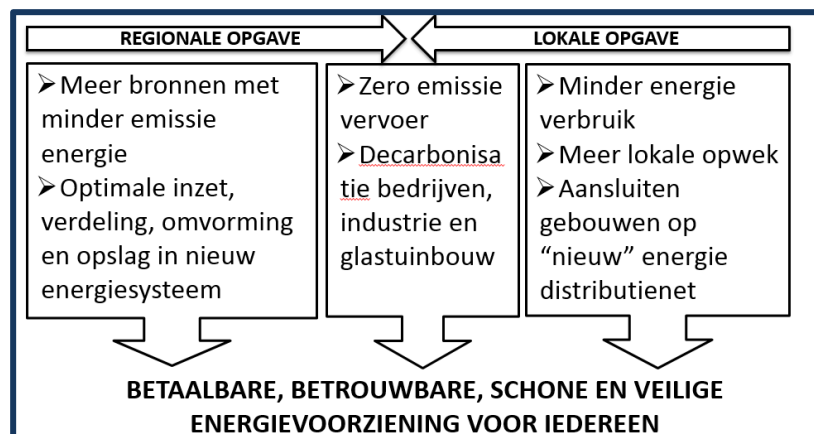 REGIONALE OPGAVE
LOKALE OPGAVE
➢Meer bronnen met
minder emissie
energie
➢Optimale inzet,
verdeling, omvorming
en opslag in nieuw
energiesysteem
➢Zero emissie
vervoer
➢Decarbonisa
tie bedrijven,
industrie en
glastuinbouw
➢Minder energie
verbruik
➢Meer lokale opwek
➢Aansluiten
gebouwen op
“nieuw” energie
distributienet
BETAALBARE, BETROUWBARE, SCHONE EN VEILIGE
ENERGIEVOORZIENING VOOR IEDEREEN